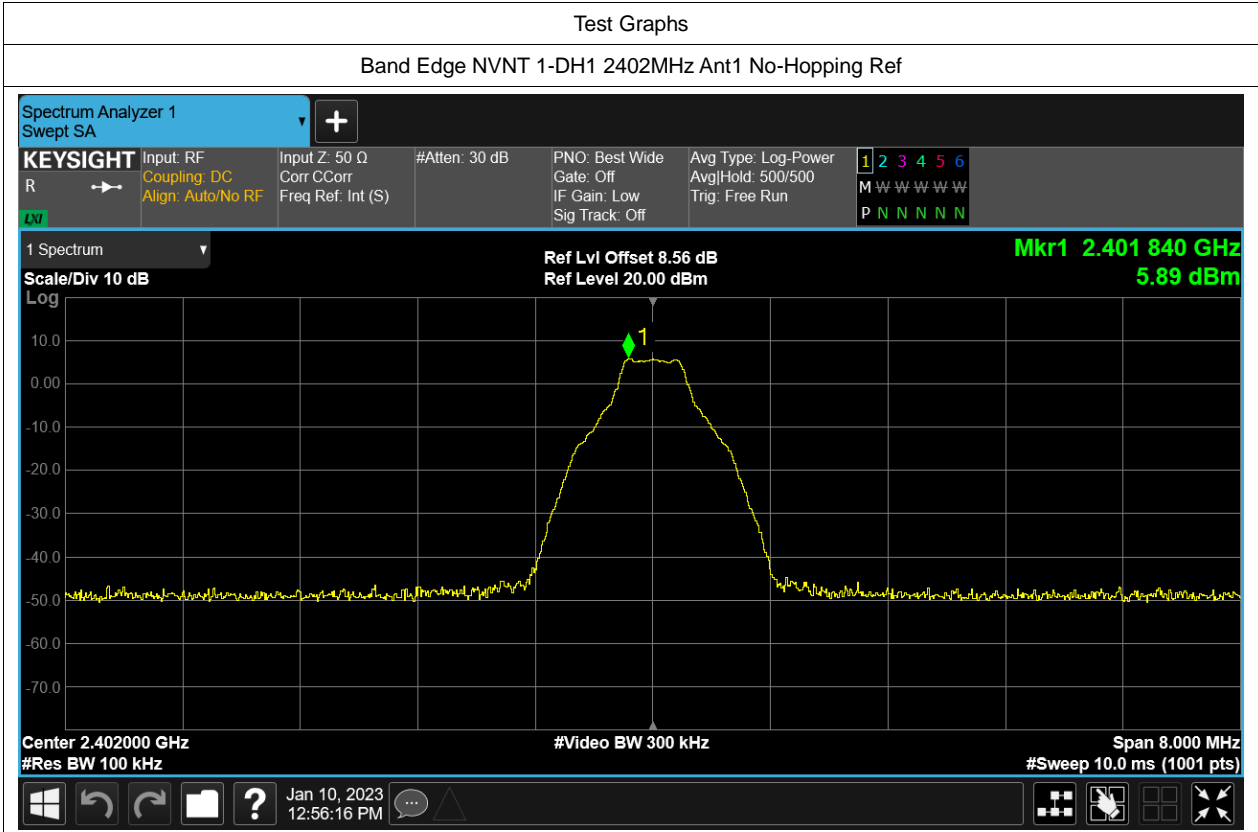 Test Graphs
Band Edge NVNT 1-DH1 2402MHz Ant1 No-Hopping Ref
Spectrum Analyzer 1
Swept SA
KEYSIGHT
R
LXI
Input: RF
Coupling: DC
Align: Auto/No RF
Input Z: 50 Ω
Corr CCorr
Freq Ref: Int (S)
#Atten: 30 dB
PNO: Best Wide
Gate: Off
IF Gain: Low
Sig Track: Off
Avg Type: Log-Power
Avg|Hold: 500/500
Trig: Free Run
1 2 3 4 5 6
M W W W W W
P N N N N N
1 Spectrum
Scale/Div 10 dB
Log
Ref Lvl Offset 8.56 dB
Ref Level 20.00 dBm
Mkr1 2.401 840 GHz
5.89 dBm
1
10.0
0.00
-10.0
-20.0
-30.0
-40.0
-50.0
-60.0
-70.0
Center 2.402000 GHz
#Res BW 100 kHz
#Video BW 300 kHz
Span 8.000 MHz
#Sweep 10.0 ms (1001 pts)
?
Jan 10, 2023
12:56:16 PM